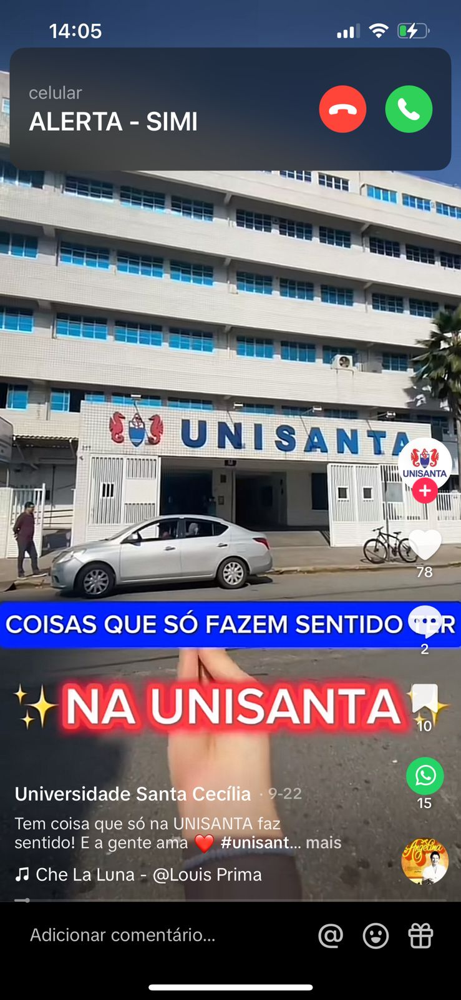 14:05
celular
ALERTA - SIMI
UNISANTA
UNISANTA
78
COISAS QUE SÓ FAZEM SENTIDO TER
2
NA UNISANTA
10
Universidade Santa Cecília · 9-22
15
Tem coisa que só na UNISANTA faz
sentido! E a gente ama ❤️ #unisant... mais
Angelina
Che La Luna - @Louis Prima
Adicionar comentário...